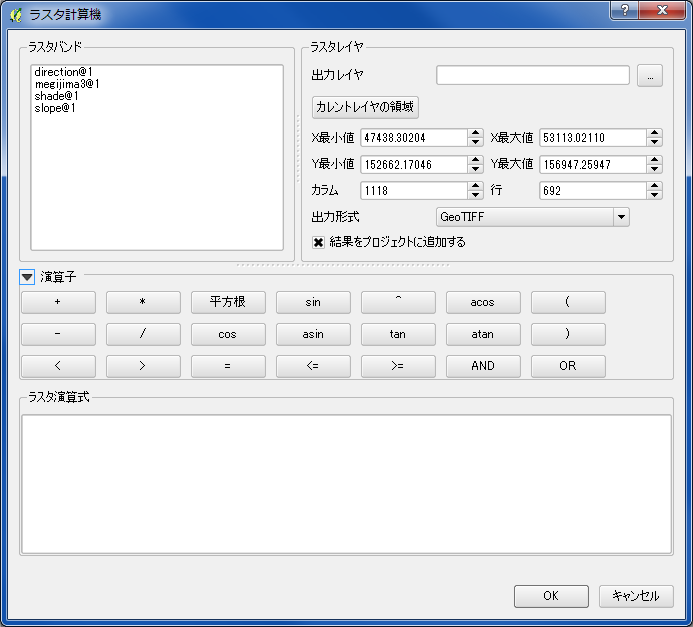 ラスタ計算機
?
ラスタバンド
direction@1
megijima3@1
shade@1
slope@1
ラスタレイヤ
出力レイヤ
...
カレントレイヤの領域
X最小値 47438.30204 X最大値 53113.02110
Y最小値 152662.17046 Y最大値 156947.25947
カラム 1118 行 692
出力形式 GeoTIFF
結果をプロジェクトに追加する
演算子
+ * 平方根 sin ^ acos (
- / cos asin tan atan )
< > = <= >= AND OR
ラスタ演算式
OK キャンセル